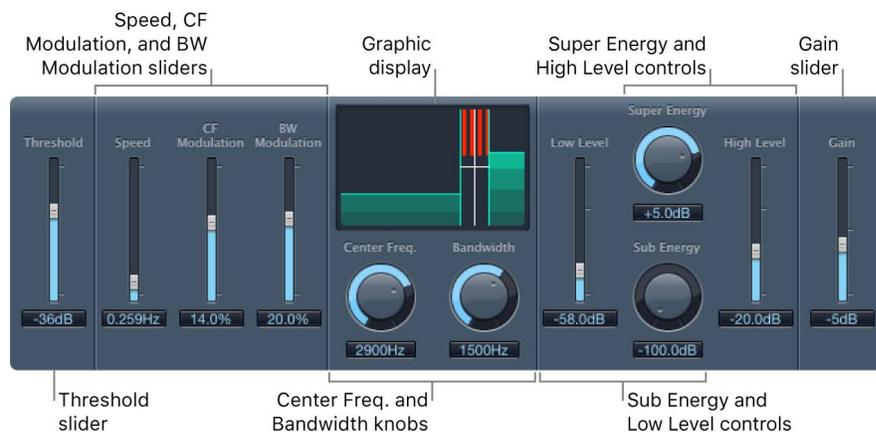 Speed, CF
Modulation, and BW
Modulation sliders
Graphic
display
Super Energy and
High Level controls
Gain
slider
Threshold
Speed
CF
Modulation
BW
Modulation
Low Level
Super Energy
High Level
Gain
+5.0dB
Center Freq.
Bandwidth
Sub Energy
-36dB
0.259Hz
14.0%
20.0%
2900Hz
1500Hz
-58.0dB
-100.0dB
-20.0dB
-5dB
Threshold
slider
Center Freq. and
Bandwidth knobs
Sub Energy and
Low Level controls